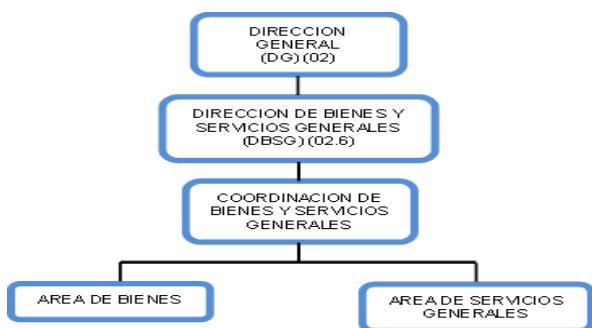 DIRECCION
GENERAL
(DG) (02)
DIRECCION DE BIENES Y
SERVICIOS GENERALES
(DBSG) (02.6)
COORDINACION DE
BIENES Y SERVICIOS
GENERALES
AREA DE BIENES
AREA DE SERVICIOS
GENERALES